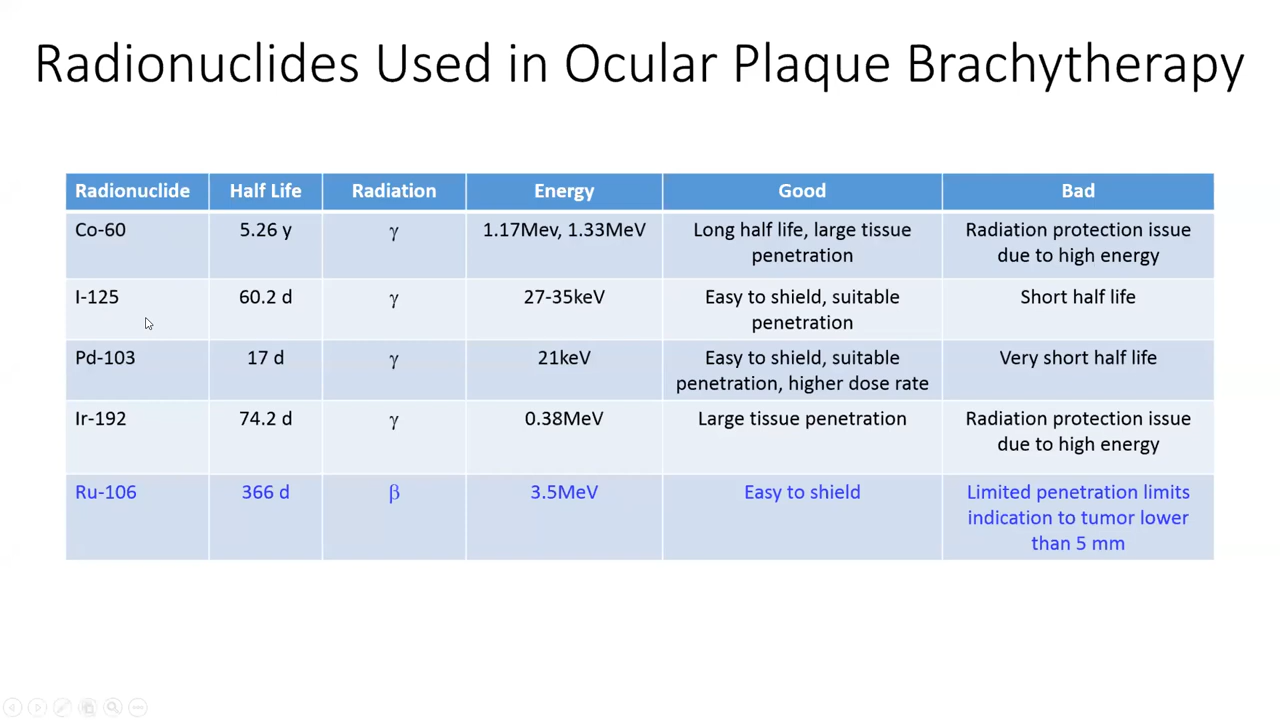 Radionuclides Used in Ocular Plaque Brachytherapy
Radionuclide Half Life Radiation Energy Good Bad
Co-60 5.26 y γ 1.17Mev, 1.33MeV Long half life, large tissue Radiation protection issue
penetration due to high energy
I-125 60.2 d γ 27-35keV Easy to shield, suitable Short half life
penetration
Pd-103 17 d γ 21keV Easy to shield, suitable Very short half life
penetration, higher dose rate
Ir-192 74.2 d γ 0.38MeV Large tissue penetration Radiation protection issue
due to high energy
Ru-106 366 d β 3.5MeV Easy to shield Limited penetration limits
indication to tumor lower
than 5 mm